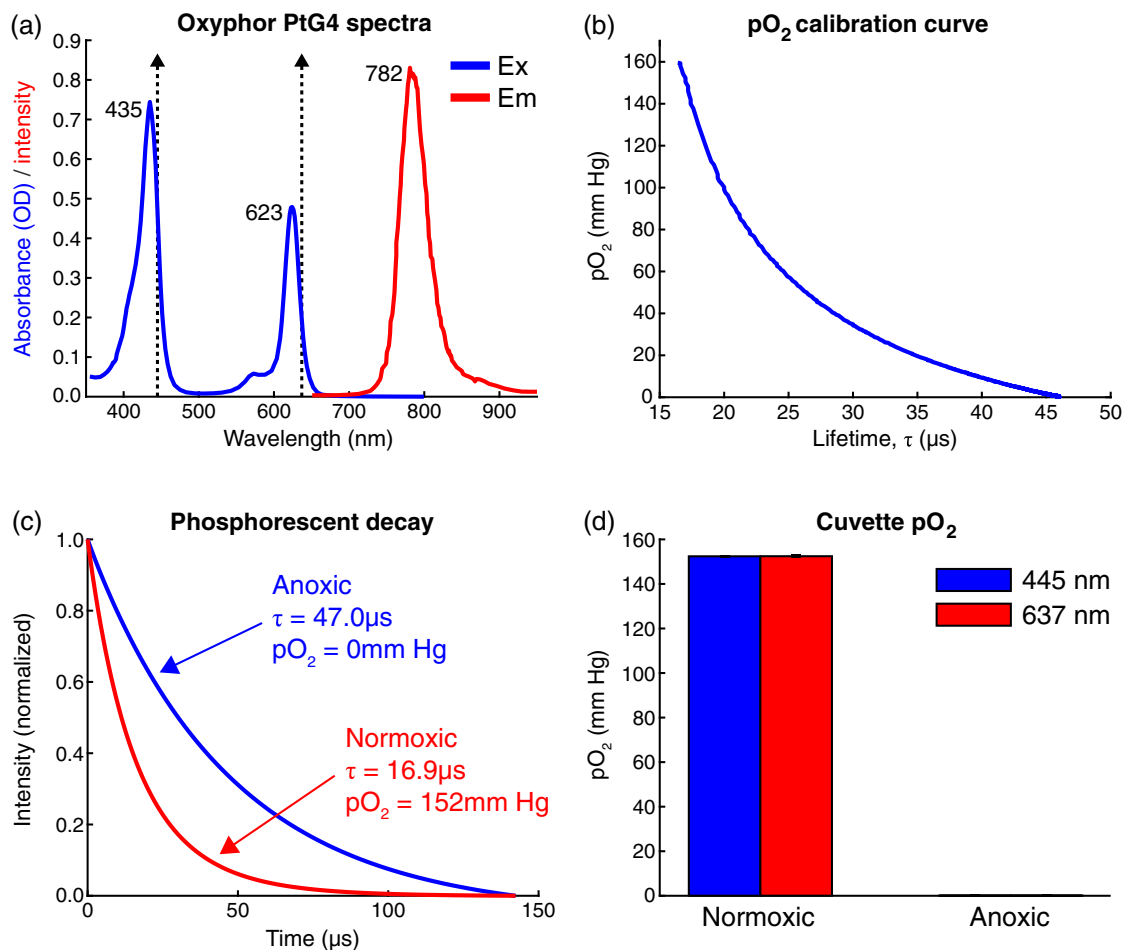 (a) Oxyphor PtG4 spectra
Absorbance (OD) / intensity
0.9
0.8
0.7
0.6
0.5
0.4
0.3
0.2
0.1
0.0
435
623
782
Ex
Em
400 500 600 700 800 900
Wavelength (nm)
(b) pO₂ calibration curve
pO₂ (mm Hg)
160
140
120
100
80
60
40
20
0
15 20 25 30 35 40 45 50
Lifetime, τ (µs)
(c) Phosphorescent decay
Intensity (normalized)
1.0
0.8
0.6
0.4
0.2
0.0
Anoxic
τ = 47.0µs
pO₂ = 0mm Hg
Normoxic
τ = 16.9µs
pO₂ = 152mm Hg
0 50 100 150
Time (µs)
(d) Cuvette pO₂
pO₂ (mm Hg)
160
140
120
100
80
60
40
20
0
445 nm
637 nm
Normoxic Anoxic